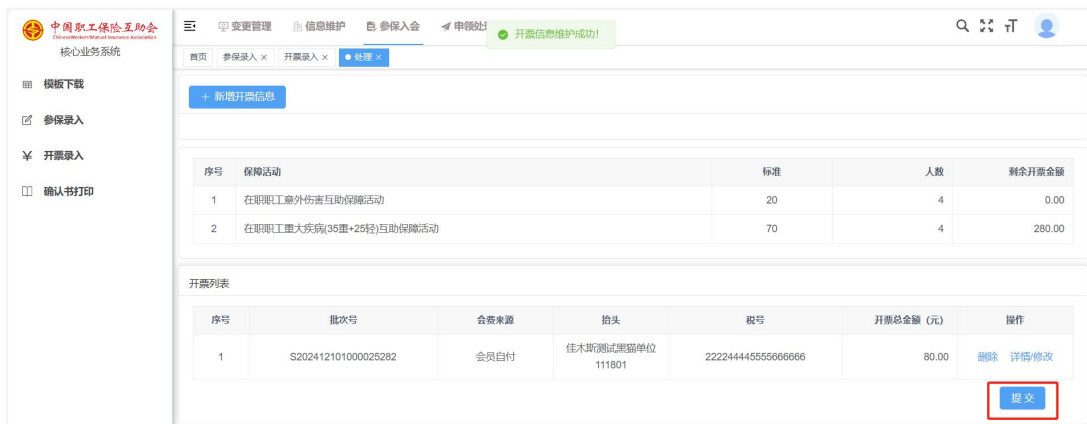 中国职工保险互助会
ChineseWorkers'Mutual Insurance Association
核心业务系统
变更管理 信息维护 参保入会 申领处理
开票信息维护成功!
首页 参保录入 × 开票录入 × 处理 ×
模板下载
参保录入
开票录入
确认书打印
+ 新增开票信息
序号 保障活动 标准 人数 剩余开票金额
1 在职职工意外伤害互助保障活动 20 4 0.00
2 在职职工重大疾病(35重+25轻)互助保障活动 70 4 280.00
开票列表
序号 批次号 会费来源 抬头 税号 开票总金额 (元) 操作
1 S202412101000025282 会员自付 佳木斯测试黑猫单位 222244445555666666 80.00 删除 详情/修改
111801
提交